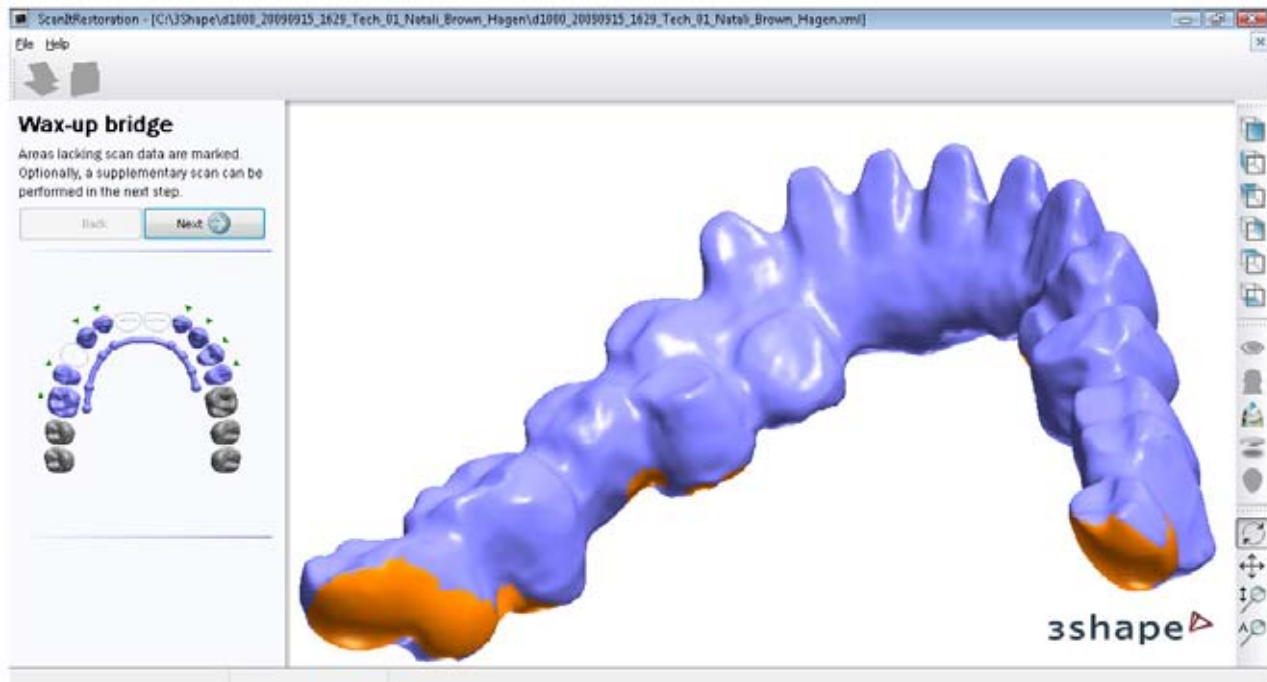 ScanItRestoration - [C:\3Shape\d1000_20090915_1629_Tech_01_Natali_Brown_Hagen\d1000_20090915_1629_Tech_01_Natali_Brown_Hagen.xml]
File Help
Wax-up bridge
Areas lacking scan data are marked.
Optionally, a supplementary scan can be
performed in the next step.
Back Next
3shape